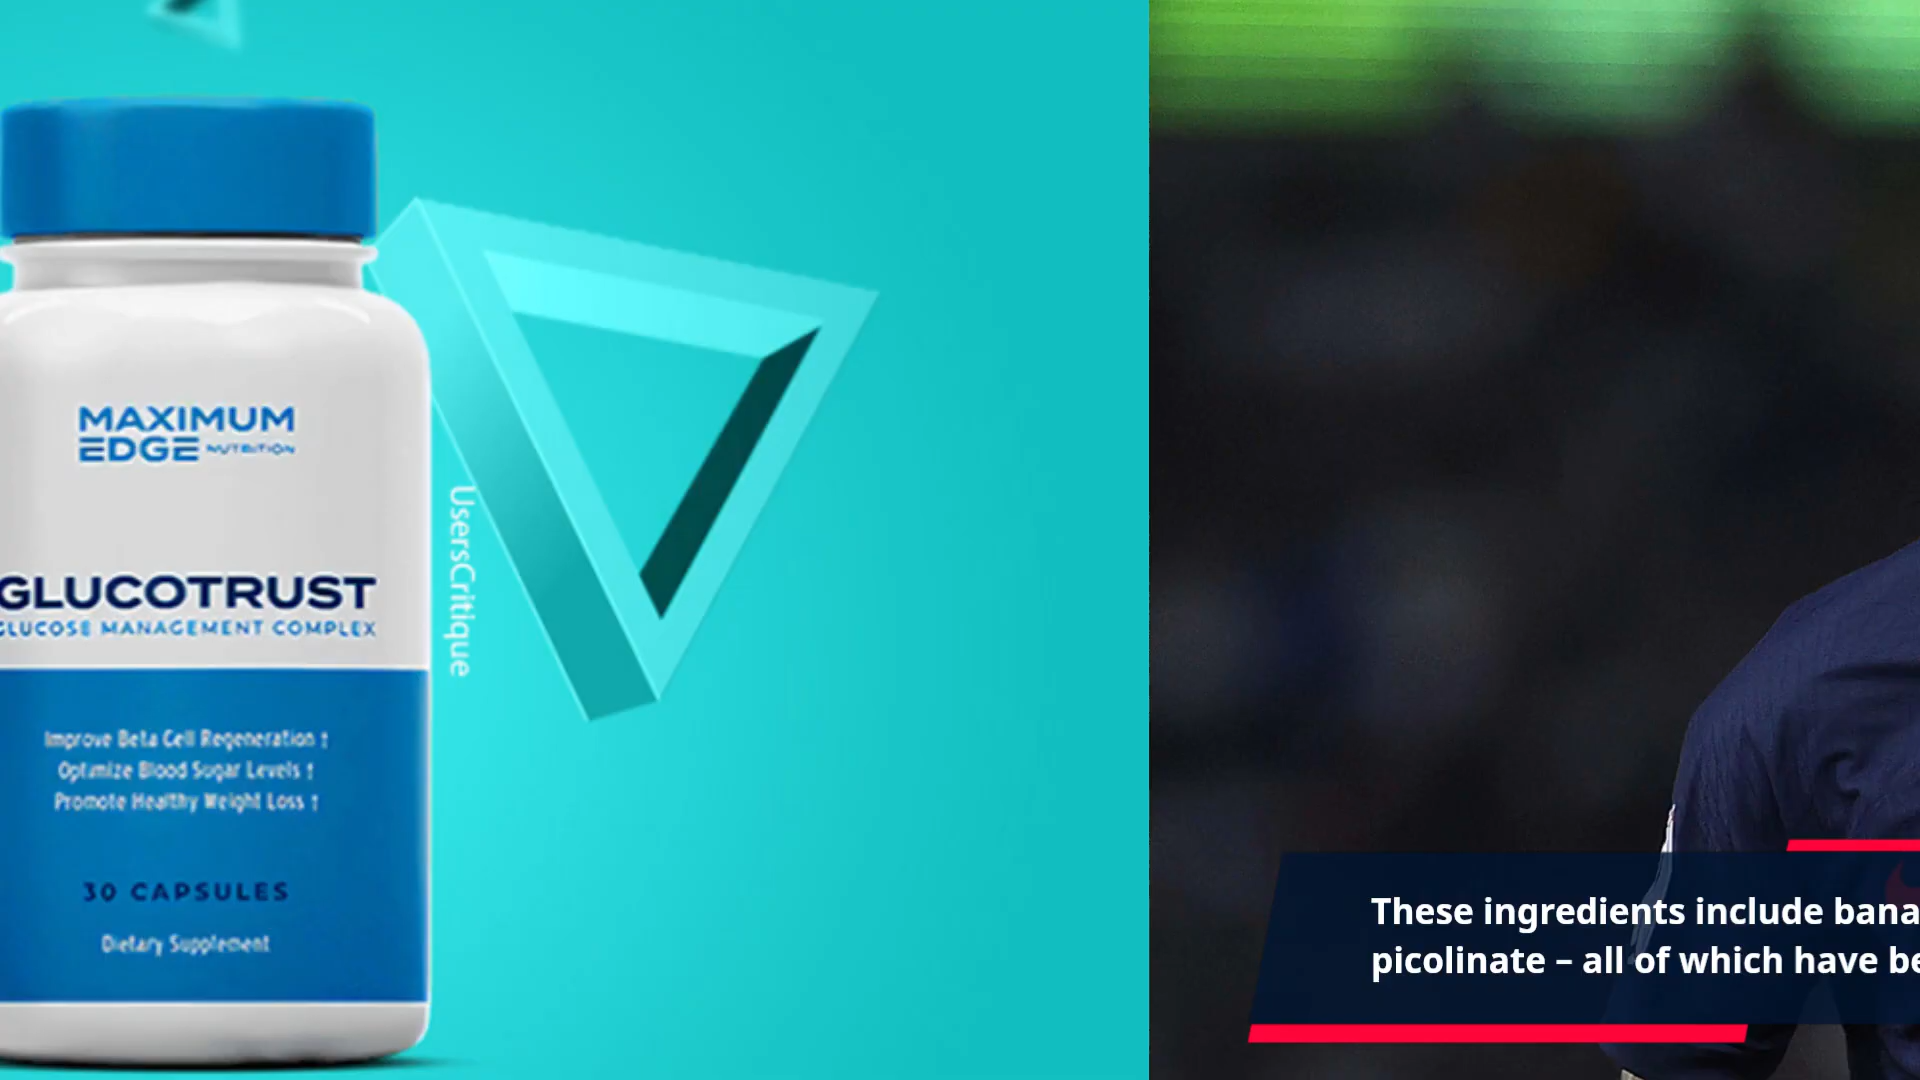 MAXIMUM
EDGE NUTRITION
GLUCOTRUST
GLUCOSE MANAGEMENT COMPLEX
Improve Beta Cell Regeneration ↑
Optimize Blood Sugar Levels ↑
Promote Healthy Weight Loss ↑
30 CAPSULES
Dietary Supplement
UsersCritique
These ingredients include bana
picolinate – all of which have be